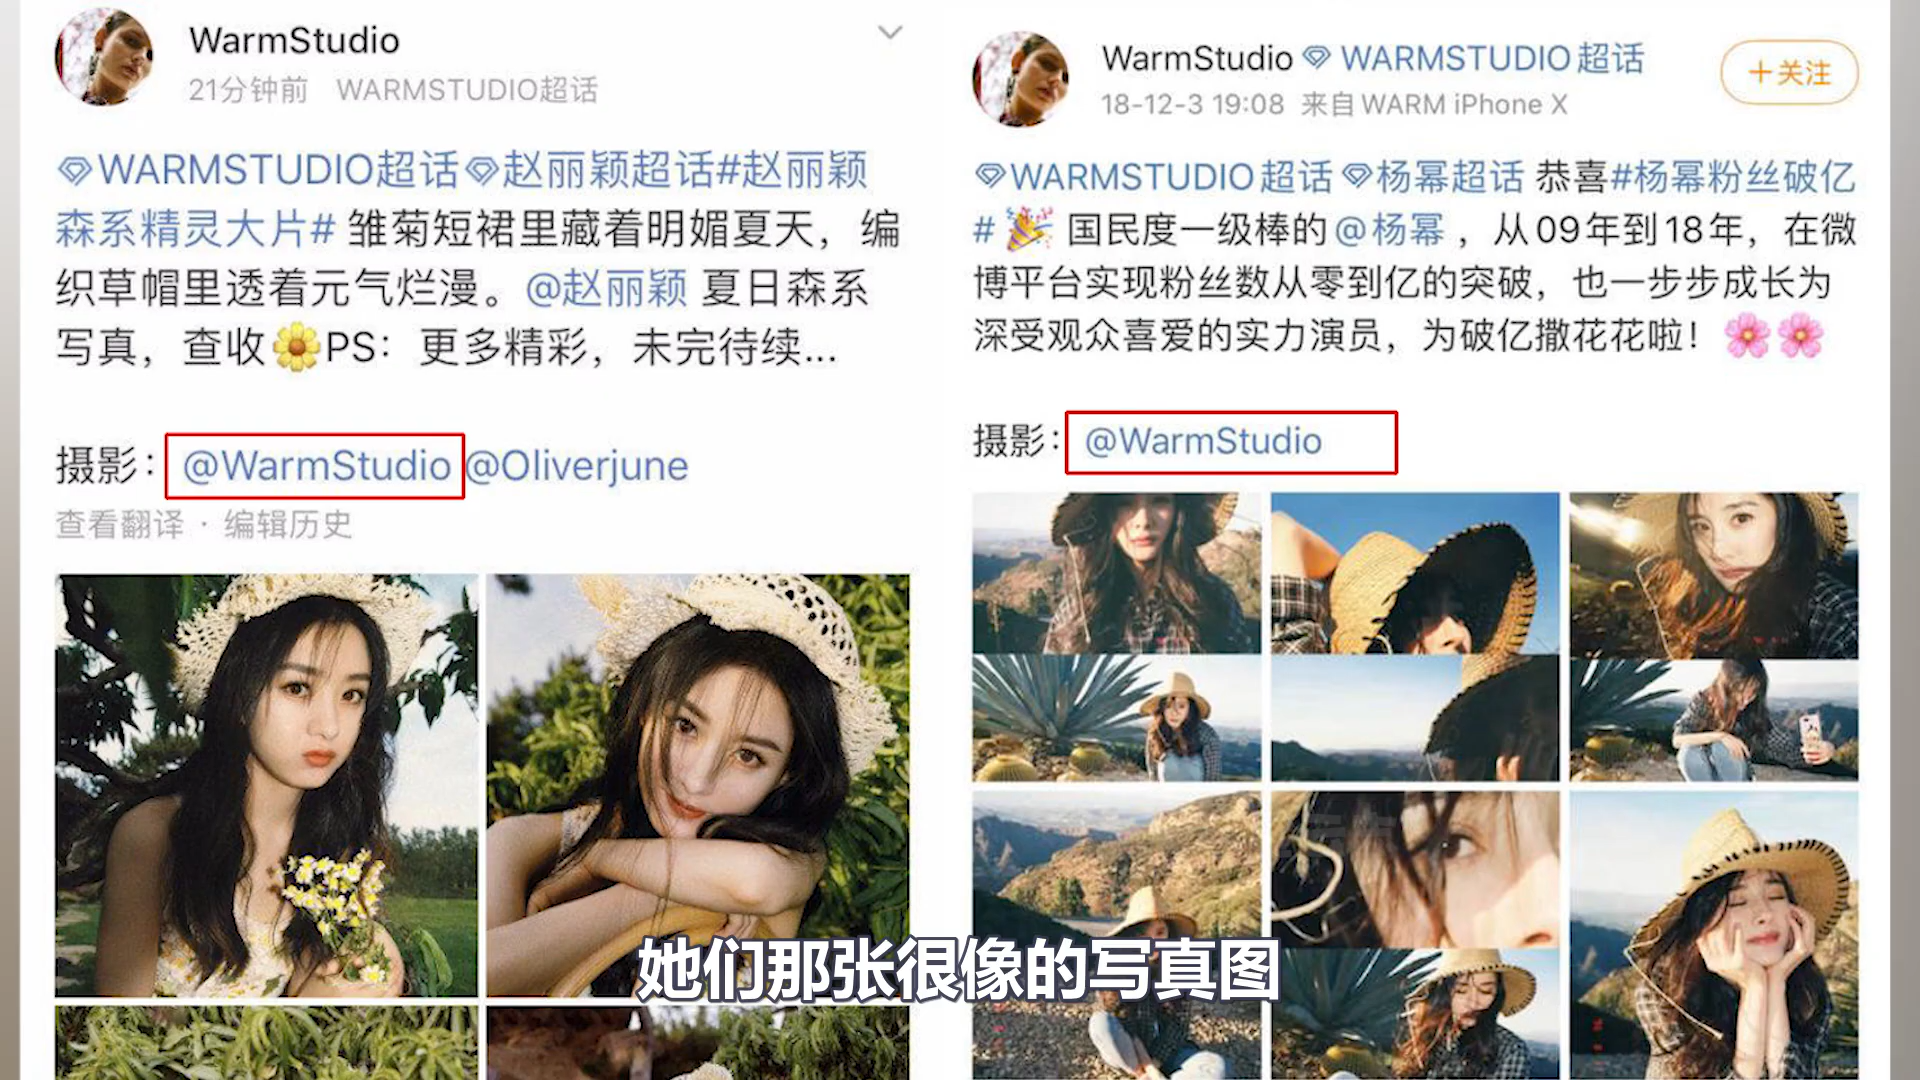 WarmStudio
21分钟前 WARMSTUDIO超话
WARMSTUDIO超话赵丽颖超话#赵丽颖
森系精灵大片# 雏菊短裙里藏着明媚夏天，编
织草帽里透着元气烂漫。@赵丽颖 夏日森系
写真，查收PS：更多精彩，未完待续...
摄影：@WarmStudio @Oliverjune
查看翻译 · 编辑历史
WarmStudio WARMSTUDIO超话
18-12-3 19:08 来自WARM iPhone X
+关注
WARMSTUDIO超话 杨幂超话 恭喜#杨幂粉丝破亿
# 国民度一级棒的 @杨幂 ，从09年到18年，在微
博平台实现粉丝数从零到亿的突破，也一步步成长为
深受观众喜爱的实力演员，为破亿撒花花啦！
摄影：@WarmStudio
她们那张很像的写真图